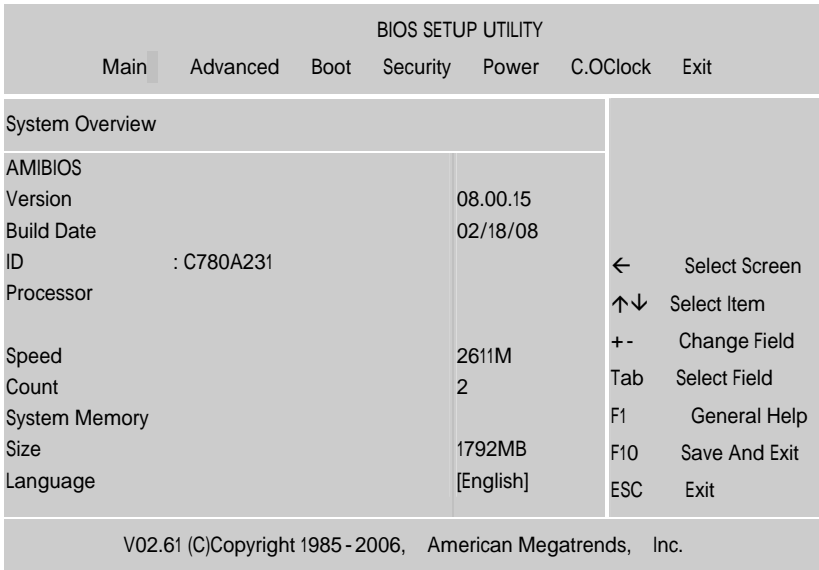 BIOS SETUP UTILITY
Main Advanced Boot Security Power C.OClock Exit
System Overview
AMIBIOS
Version 08.00.15
Build Date 02/18/08
ID : C780A231
Processor
Speed 2611M
Count 2
System Memory
Size 1792MB
Language [English]
← Select Screen
↑↓ Select Item
+- Change Field
Tab Select Field
F1 General Help
F10 Save And Exit
ESC Exit
V02.61 (C)Copyright 1985-2006, American Megatrends, Inc.